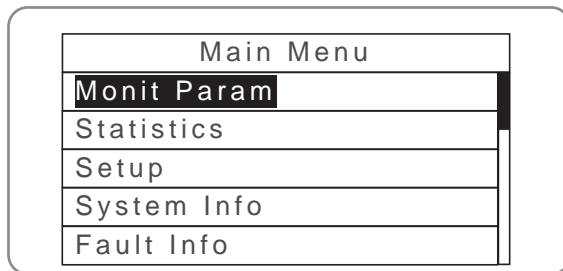 Main Menu
Monit Param
Statistics
Setup
System Info
Fault Info